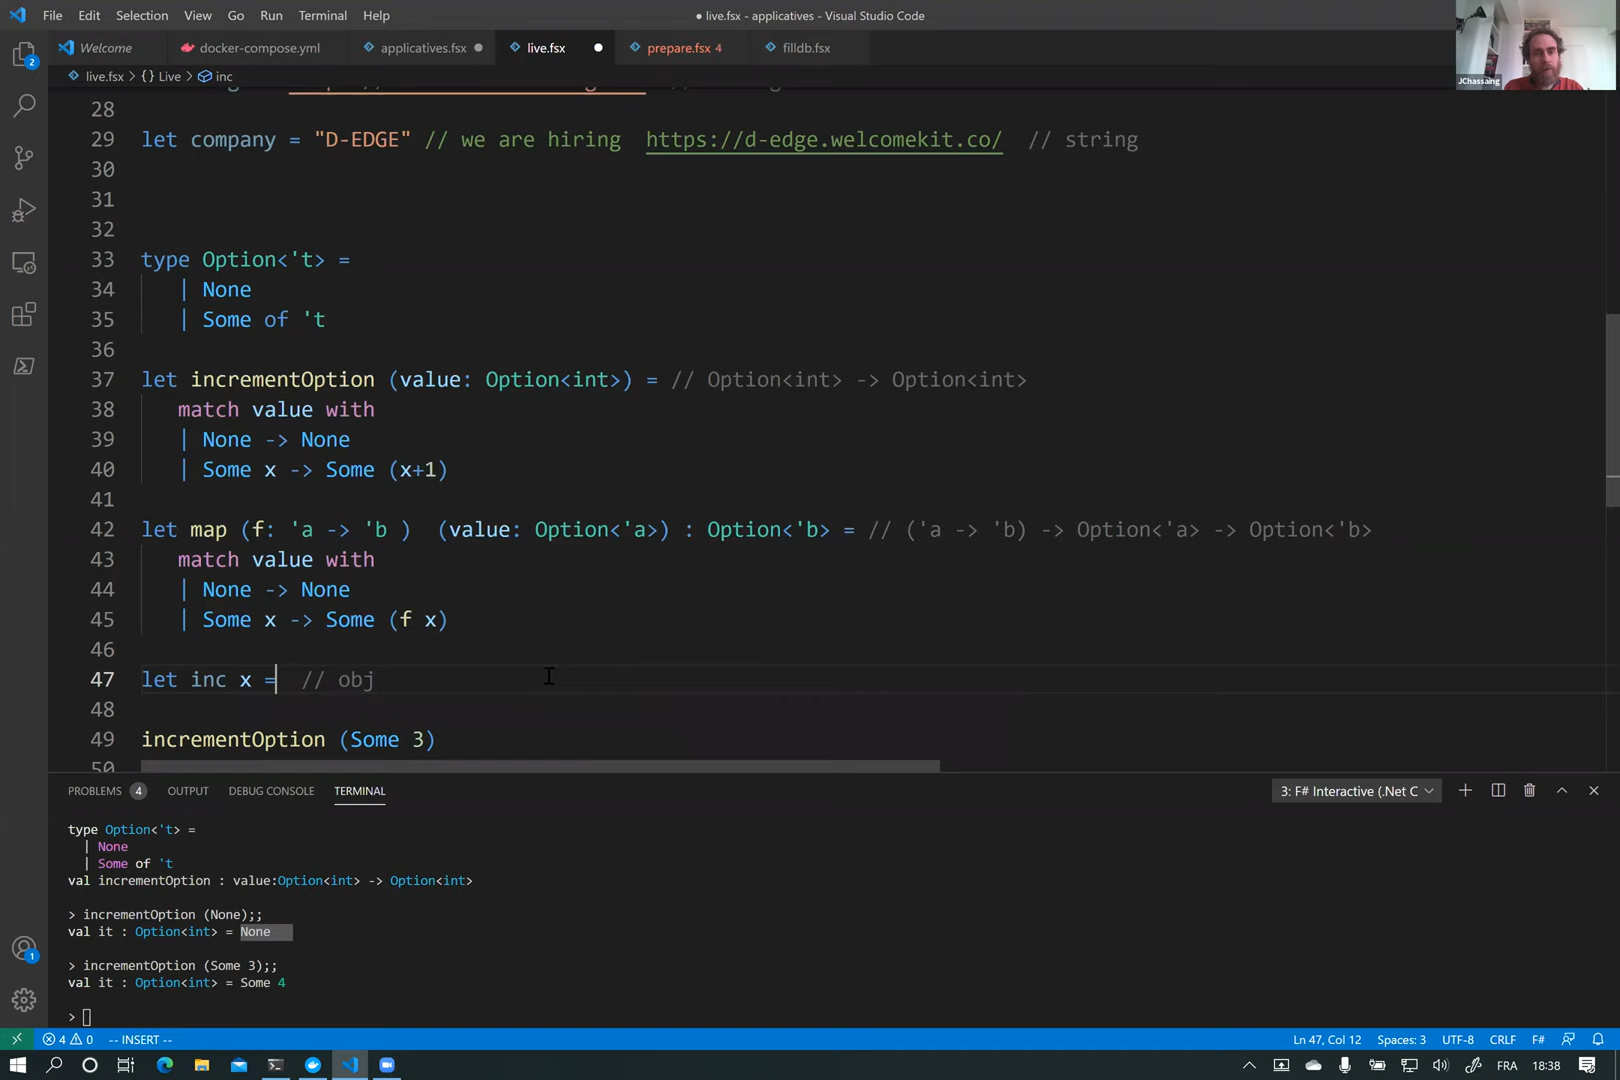 File Edit Selection View Go Run Terminal Help
● live.fsx - applicatives - Visual Studio Code
JChassaing
2
Welcome docker-compose.yml applicatives.fsx live.fsx prepare.fsx 4 filldb.fsx
live.fsx > {} Live > inc
28
29 let company = "D-EDGE" // we are hiring https://d-edge.welcomekit.co/ // string
30
31
32
33 type Option<'t> =
34 | None
35 | Some of 't
36
37 let incrementOption (value: Option<int>) = // Option<int> -> Option<int>
38 match value with
39 | None -> None
40 | Some x -> Some (x+1)
41
42 let map (f: 'a -> 'b ) (value: Option<'a>) : Option<'b> = // ('a -> 'b) -> Option<'a> -> Option<'b>
43 match value with
44 | None -> None
45 | Some x -> Some (f x)
46
47 let inc x = // obj
48
49 incrementOption (Some 3)
50
PROBLEMS 4 OUTPUT DEBUG CONSOLE TERMINAL 3: F# Interactive (.Net C
type Option<'t> =
| None
| Some of 't
val incrementOption : value:Option<int> -> Option<int>
> incrementOption (None);;
val it : Option<int> = None
> incrementOption (Some 3);;
val it : Option<int> = Some 4
>
1
4 0 -- INSERT -- Ln 47, Col 12 Spaces: 3 UTF-8 CRLF F#
FRA 18:38